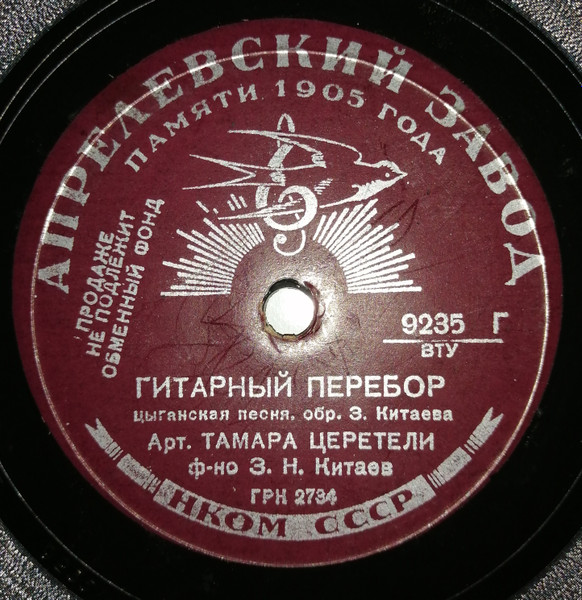 АПРЕЛЕВСКИЙ ЗАВОД
ПАМЯТИ 1905 ГОДА
ПРОДАЖЕ
НЕ ПОДЛЕЖИТ
ОБМЕННЫЙ ФОНД
9235 Г
ВТУ
ГИТАРНЫЙ ПЕРЕБОР
цыганская песня, обр. З. Китаева
Арт. ТАМАРА ЦЕРЕТЕЛИ
ф-но З. Н. Китаев
ГРК 2734
НКОМ СССР